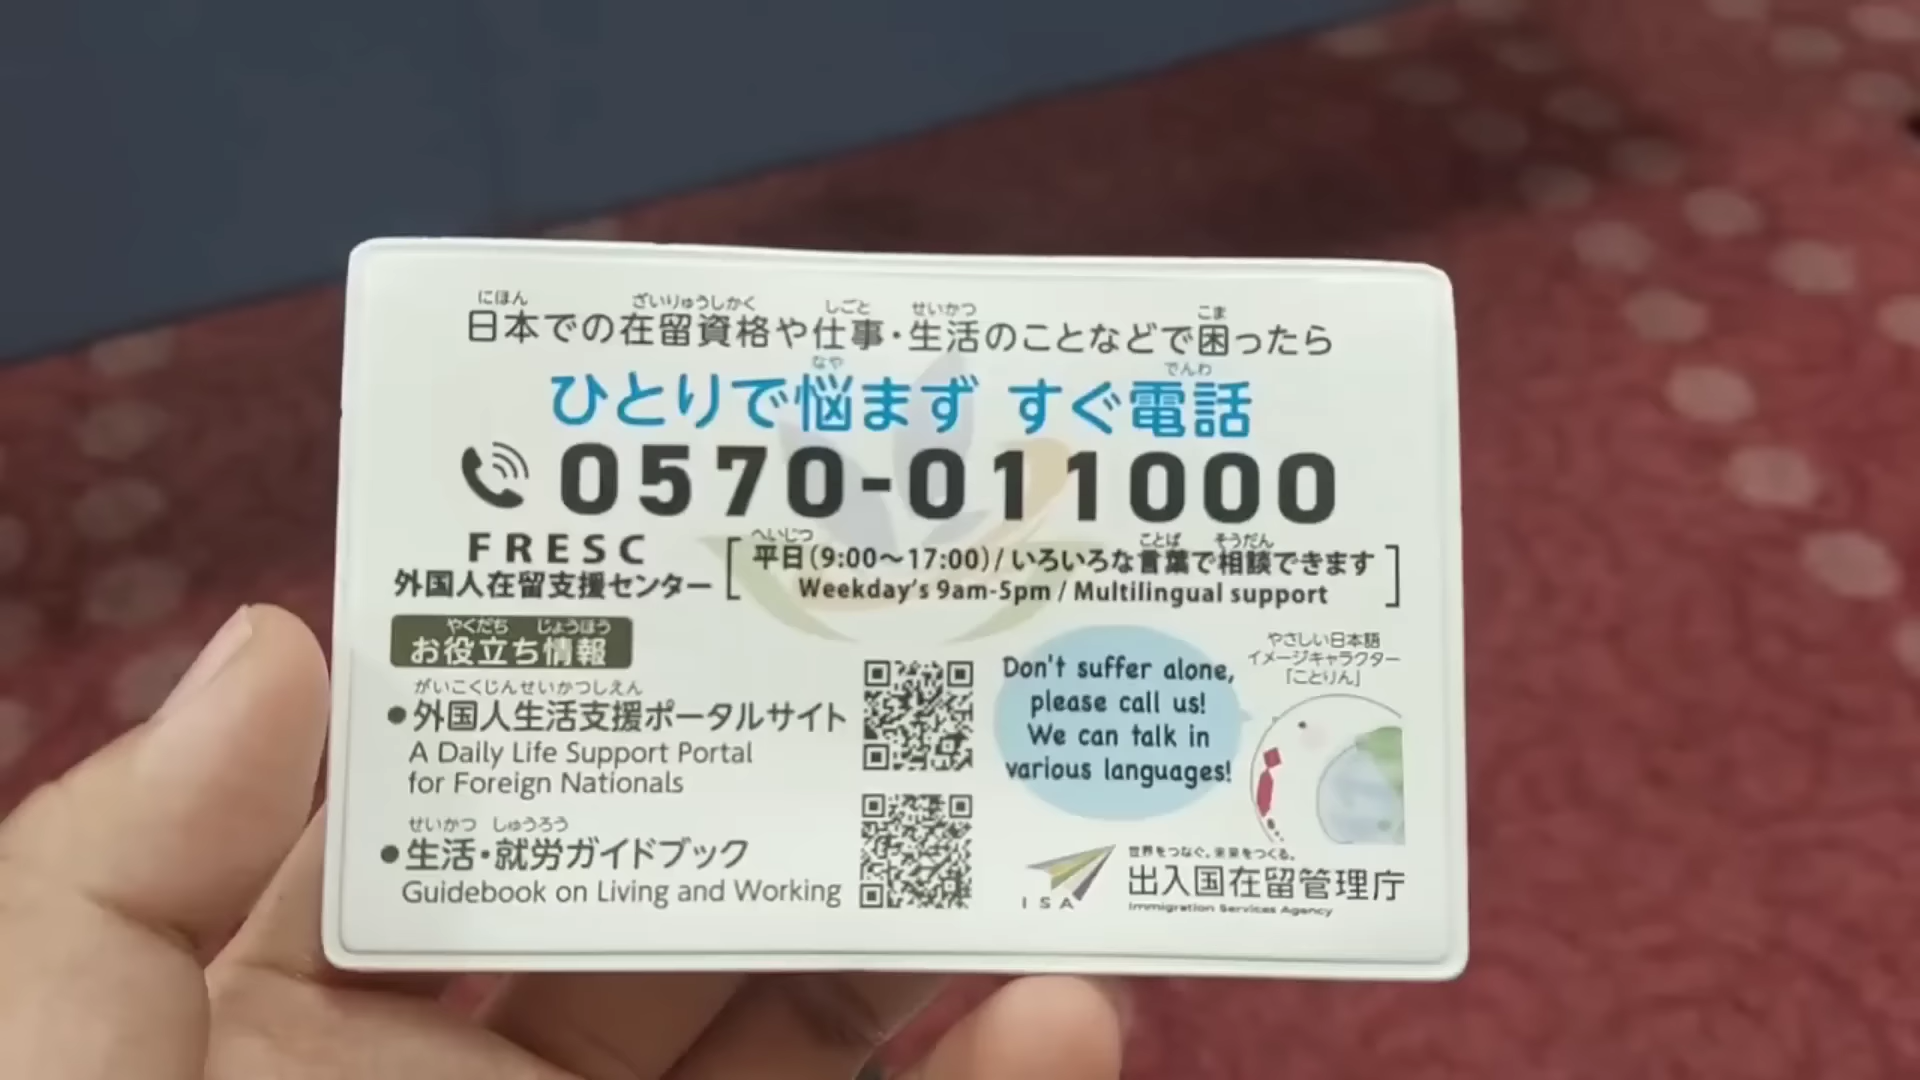 にほん ざいりゅうしかく しごと せいかつ こま
日本での在留資格や仕事・生活のことなどで困ったら
なや でんわ
ひとりで悩まず すぐ電話
0570-011000
FRESC
外国人在留支援センター
へいじつ ことば そうだん
平日(9:00〜17:00)/いろいろな言葉で相談できます
Weekday's 9am-5pm / Multilingual support
やくだち じょうほう
お役立ち情報
がいこくじんせいかつしえん
●外国人生活支援ポータルサイト
A Daily Life Support Portal
for Foreign Nationals
せいかつ しゅうろう
●生活・就労ガイドブック
Guidebook on Living and Working
Don't suffer alone,
please call us!
We can talk in
various languages!
やさしい日本語
イメージキャラクター
「ことりん」
ISA
世界をつなぐ。未来をつくる。
出入国在留管理庁
Immigration Services Agency